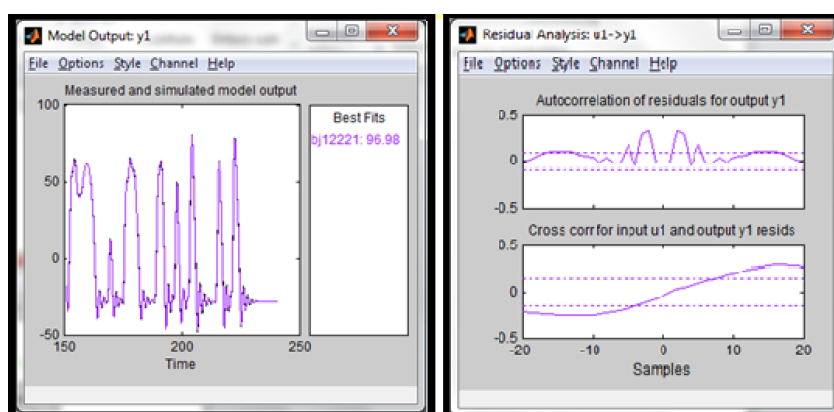 Model Output: y1
File Options Style Channel Help
Measured and simulated model output
100
50
0
-50
150
200
250
Time
Best Fits
bj12221: 96.98
Residual Analysis: u1->y1
File Options Style Channel Help
Autocorrelation of residuals for output y1
0.5
0
-0.5
Cross corr for input u1 and output y1 resids
0.5
0
-0.5
-20
-10
0
10
20
Samples